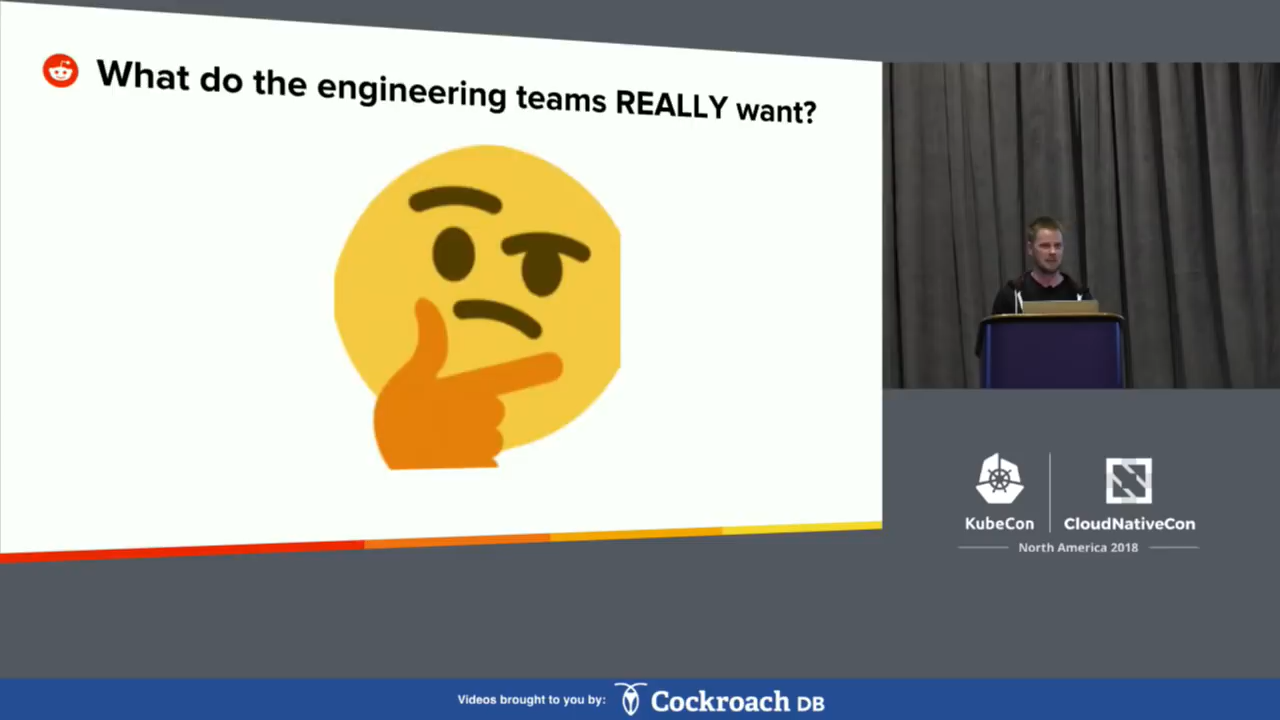 What do the engineering teams REALLY want?
KubeCon
CloudNativeCon
North America 2018
Videos brought to you by:
Cockroach DB